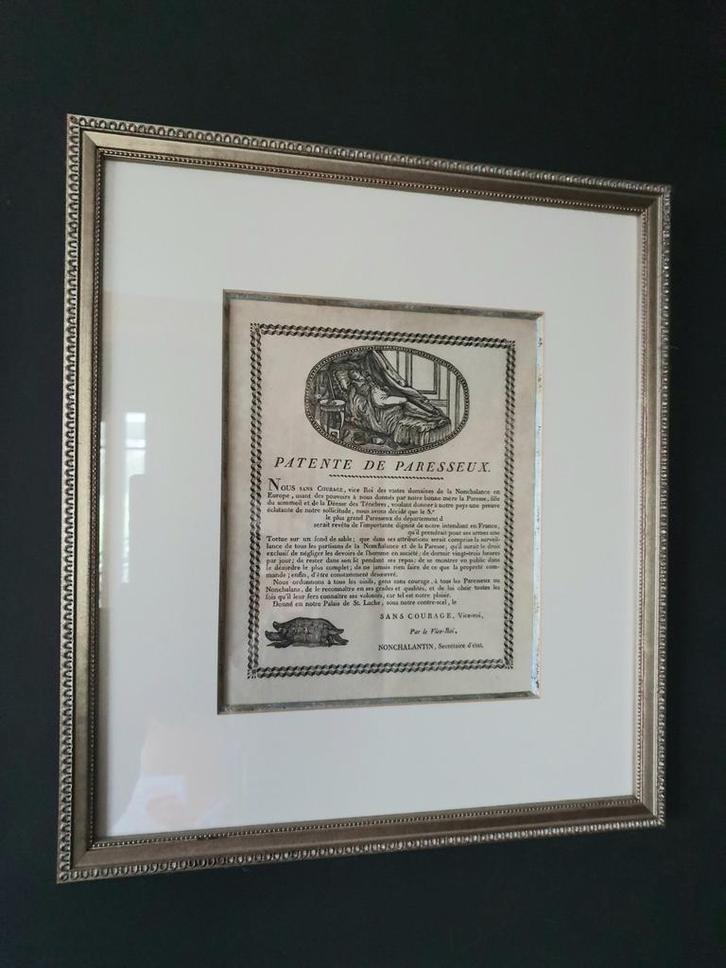 PATENTE DE PARESSEUX.
NOUS SANS COURAGE, vice Roi des vastes domaines de la Nonchalance en
Europe, usant des pouvoirs à nous donnés par notre bonne mère la Paresse, fille
du sommeil et de la Déesse des Ténèbres, voulant donner à notre pays une preuve
éclatante de notre sollicitude, nous avons décidé que le S.r
le plus grand Paresseux du département d
serait revêtu de l'importante dignité de notre intendant en France,
qu'il prendrait pour ses armes une
Tortue sur un fond de sable; que dans ses attributions serait comprise la surveil-
lance de tous les partisans de la Nonchalance et de la Paresse, qu'il aurait le droit
exclusif de négliger les devoirs de l'homme en société; de dormir vingt-trois heures
par jour; de rester dans son lit pendant ses repas; de se montrer en public dans
le désordre le plus complet; de ne jamais rien faire de ce que la propreté com-
mande; enfin, d'être constamment désœuvré.
Nous ordonnons à tous les oisifs, gens sans courage, à tous les Paresseux ou
Nonchalans, de le reconnaître en ses grades et qualités, et de lui obéir toutes les
fois qu'il leur fera connaître ses volontés, car tel est notre plaisir.
Donné en notre Palais de St. Lache, sous notre contre-scel, le
SANS COURAGE, Vice-roi,
Par le Vice-Roi,
NONCHALANTIN, Secrétaire d'état.